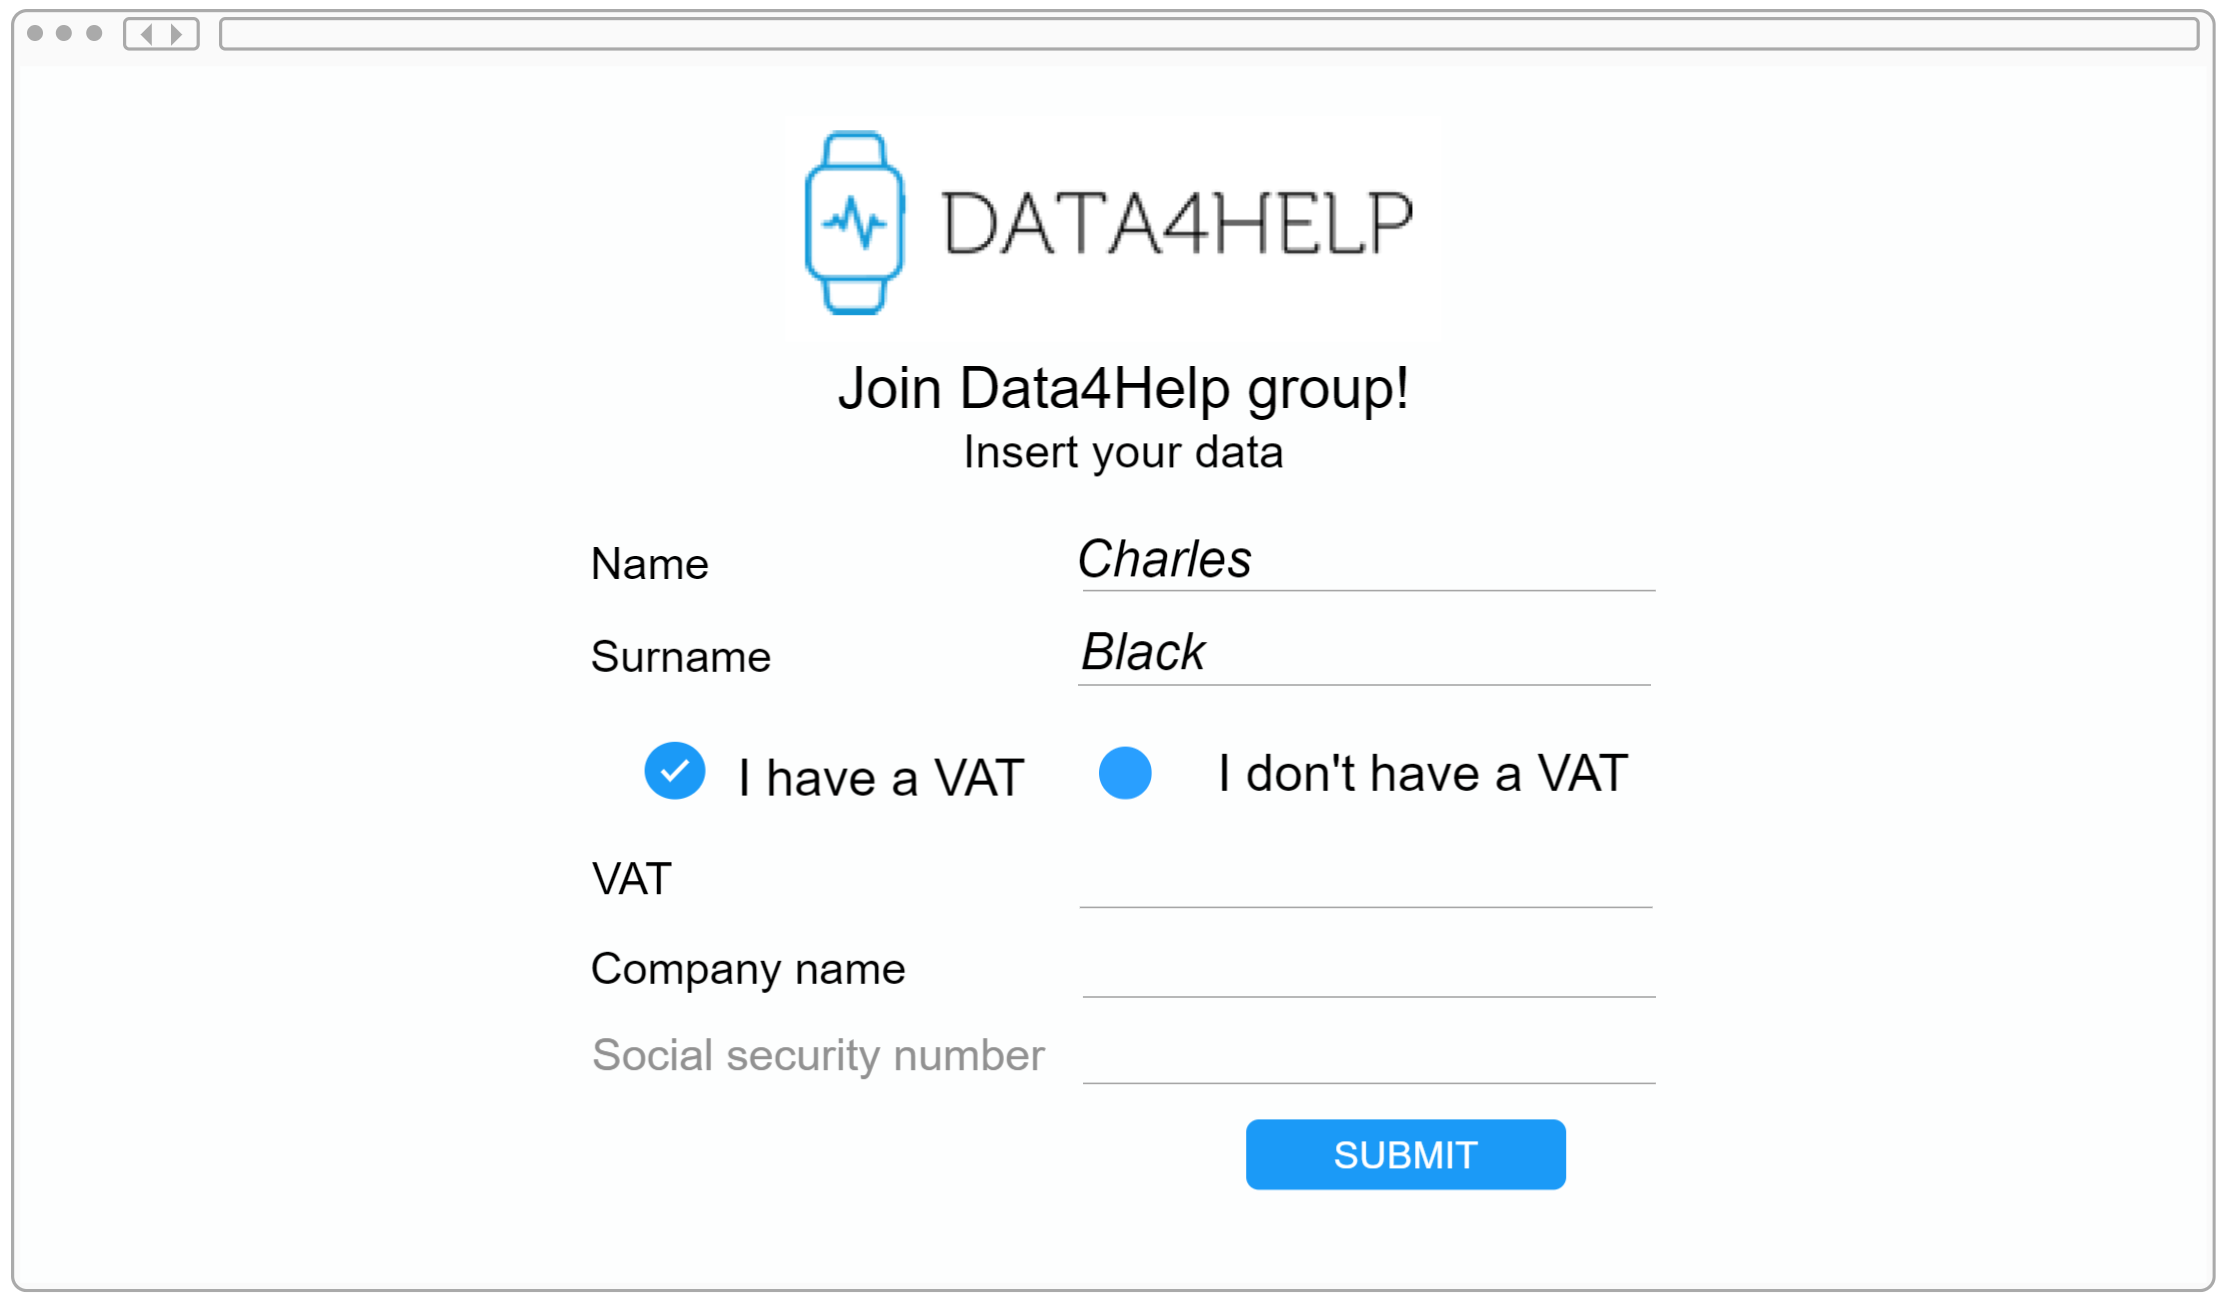 DATA4HELP
Join Data4Help group!
Insert your data
Name Charles
Surname Black
I have a VAT I don't have a VAT
VAT
Company name
Social security number
SUBMIT